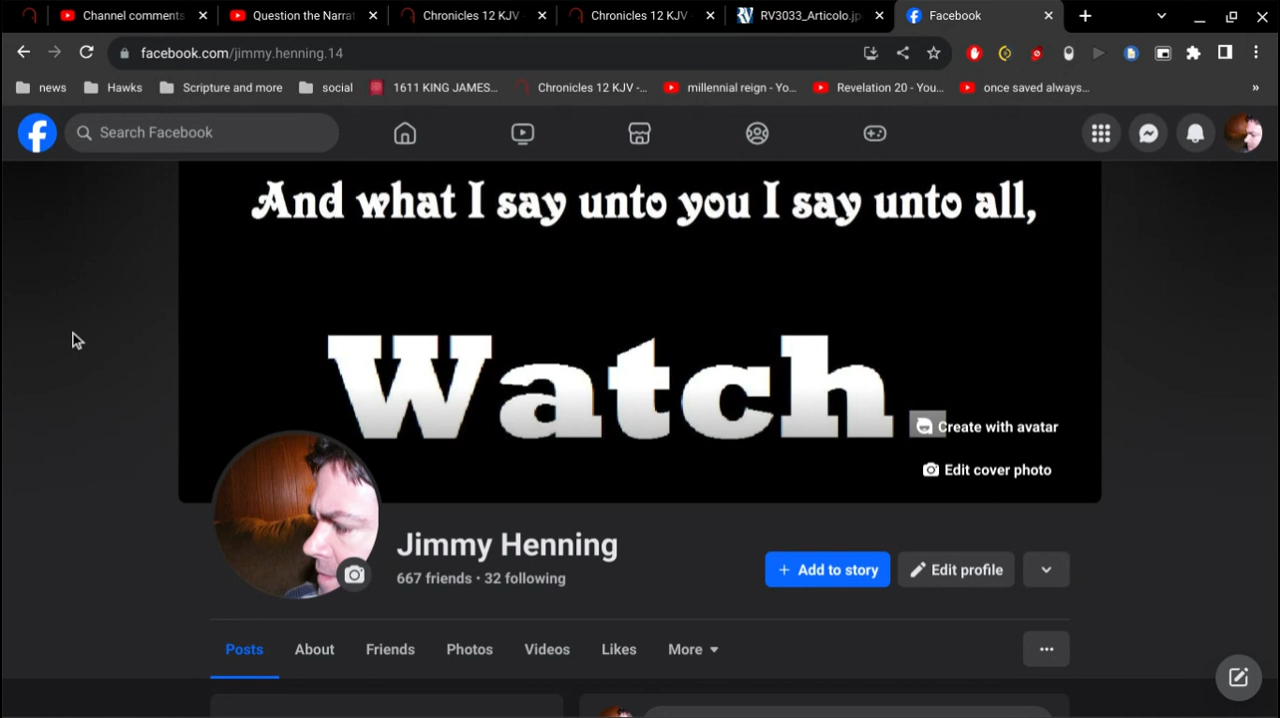 Channel comments
Question the Narrat
Chronicles 12 KJV -
Chronicles 12 KJV -
RV3033_Articolo.jp
Facebook
facebook.com/jimmy.henning.14
news
Hawks
Scripture and more
social
1611 KING JAMES...
Chronicles 12 KJV -...
millennial reign - Yo...
Revelation 20 - You...
once saved always...
»
Search Facebook
And what I say unto you I say unto all,
Watch
Create with avatar
Edit cover photo
Jimmy Henning
667 friends • 32 following
+ Add to story
Edit profile
Posts
About
Friends
Photos
Videos
Likes
More